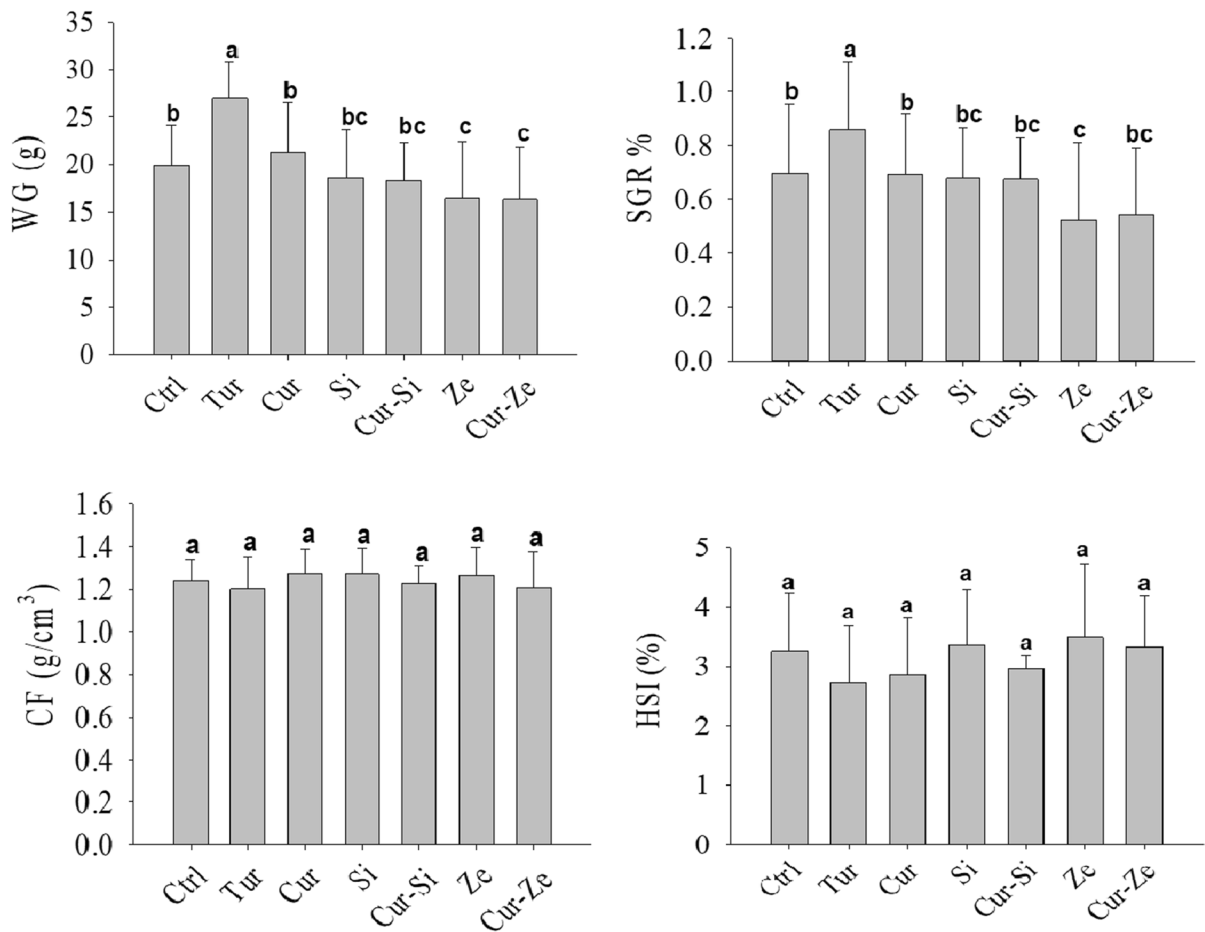 35
30
25
20
15
10
5
0
WG (g)
b
a
b
bc
bc
c
c
Ctrl
Tur
Cur
Si
Cur-Si
Ze
Cur-Ze
1.2
1.0
0.8
0.6
0.4
0.2
0.0
SGR %
b
a
b
bc
bc
c
bc
Ctrl
Tur
Cur
Si
Cur-Si
Ze
Cur-Ze
1.6
1.4
1.2
1.0
0.8
0.6
0.4
0.2
0.0
CF (g/cm³)
a
a
a
a
a
a
a
Ctrl
Tur
Cur
Si
Cur-Si
Ze
Cur-Ze
5
4
3
2
1
0
HSI (%)
a
a
a
a
a
a
a
Ctrl
Tur
Cur
Si
Cur-Si
Ze
Cur-Ze